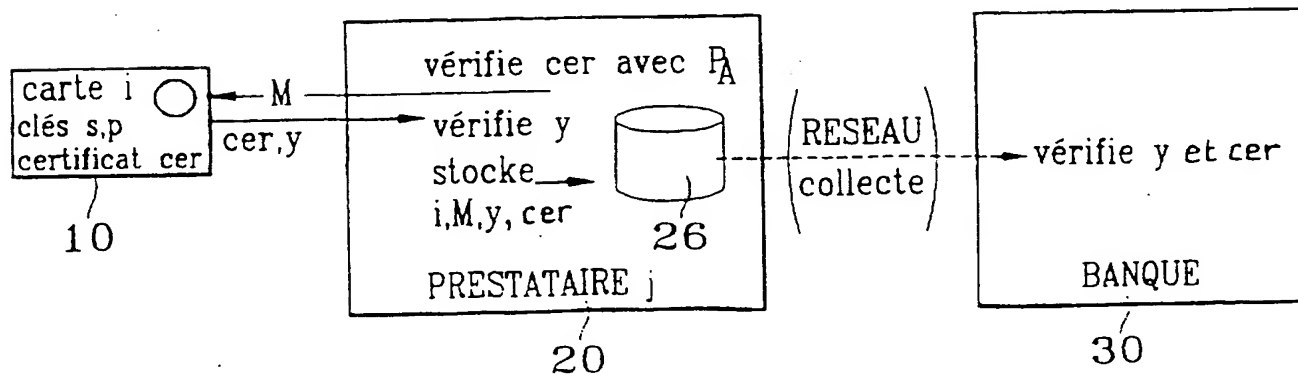 carte i
clés s,p
certificat cer
10
M
cer,y
vérifie cer avec PA
vérifie y
stocke
i,M,y,cer
26
PRESTATAIRE j
20
RESEAU
collecte
vérifie y et cer
BANQUE
30